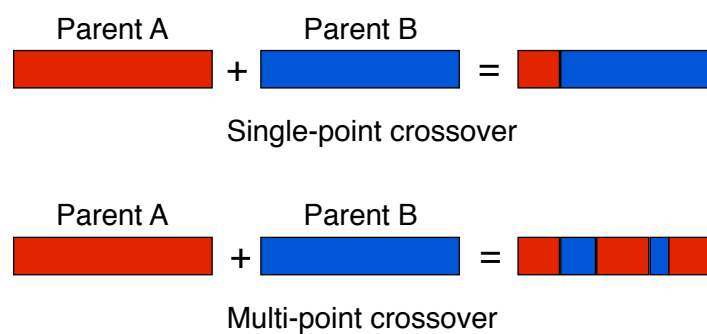 Parent A Parent B
+ =
Single-point crossover
Parent A Parent B
+ =
Multi-point crossover